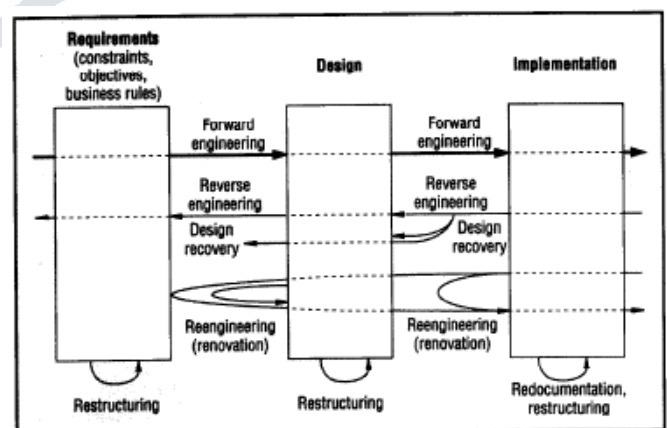 Requirements
(constraints,
objectives,
business rules)
Design
Implementation
Forward
engineering
Forward
engineering
Reverse
engineering
Reverse
engineering
Design
recovery
Design
recovery
Reengineering
(renovation)
Reengineering
(renovation)
Restructuring
Restructuring
Redocumentation,
restructuring